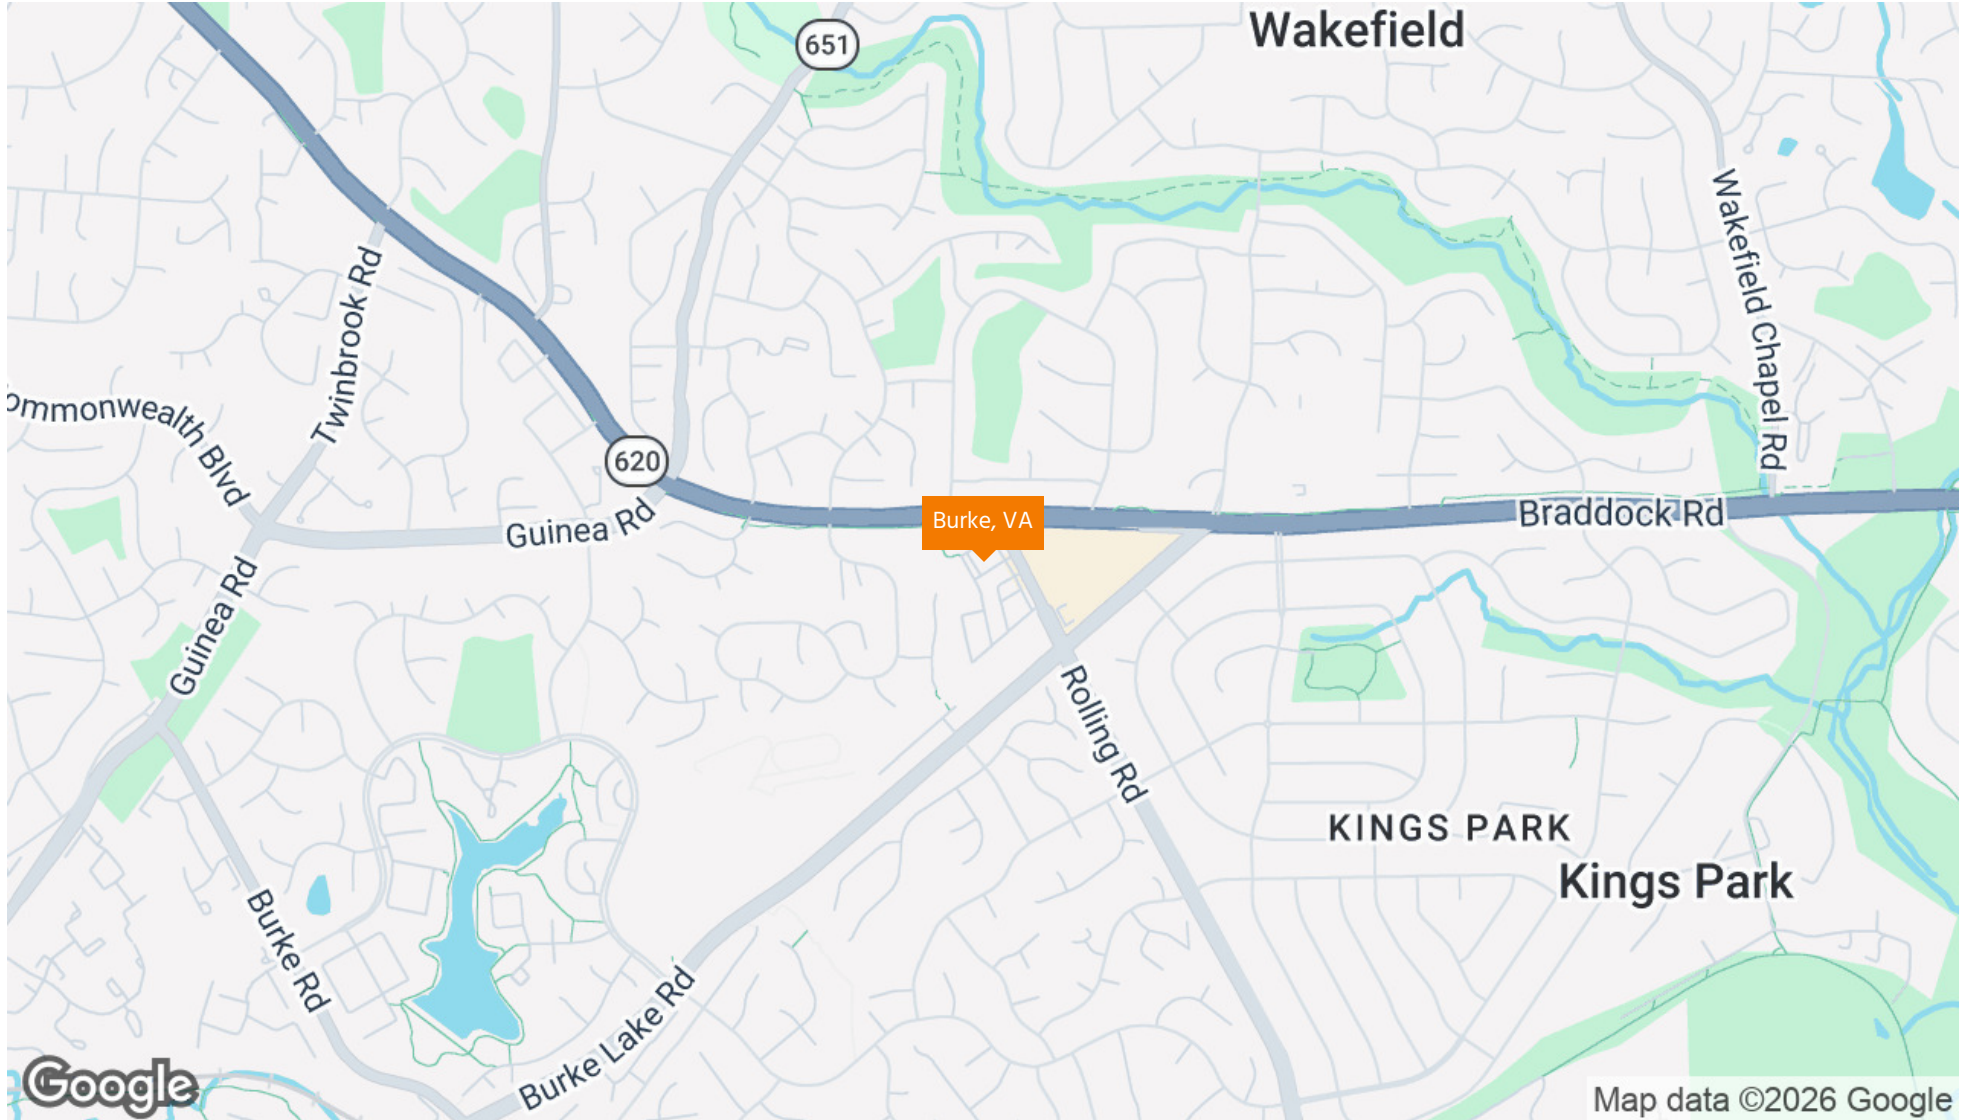 651
Wakefield
Wakefield Chapel Rd
Twinbrook Rd
ommonwealth Blvd
620
Guinea Rd
Burke, VA
Braddock Rd
Guinea Rd
Rolling Rd
KINGS PARK
Kings Park
Burke Rd
Burke Lake Rd
Google
Map data ©2026 Google